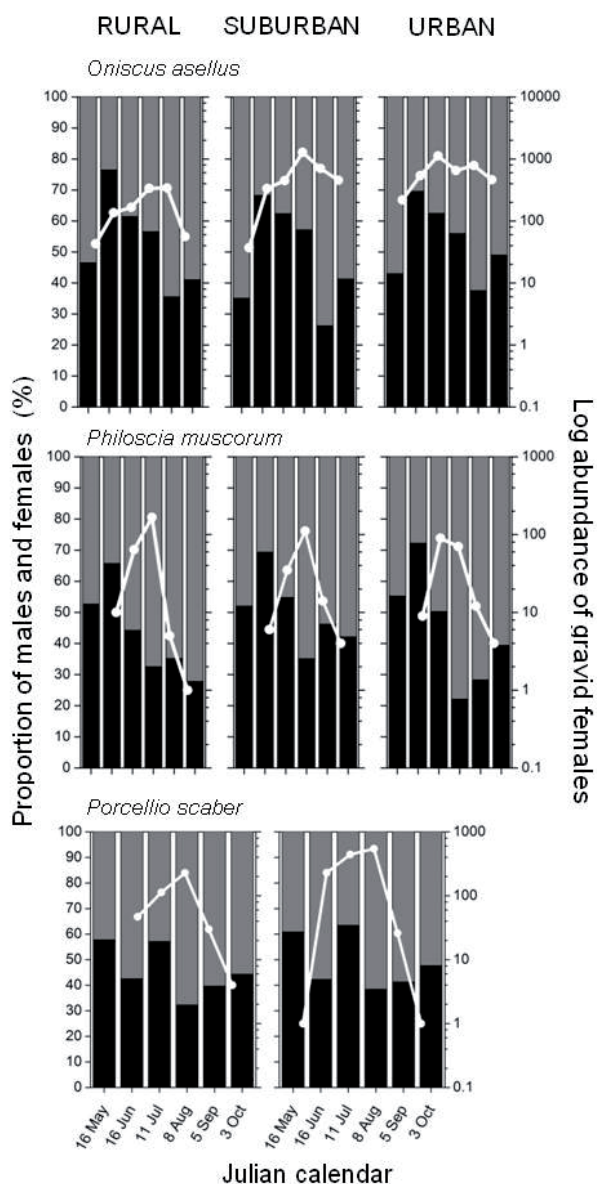 RURAL SUBURBAN URBAN
Oniscus asellus
100 90 80 70 60 50 40 30 20 10 0
10000 1000 100 10 1 0.1
Philoscia muscorum
100 90 80 70 60 50 40 30 20 10 0
1000 100 10 1 0.1
Proportion of males and females (%)
Log abundance of gravid females
Porcellio scaber
100 90 80 70 60 50 40 30 20 10 0
1000 100 10 1 0.1
16 May 16 Jun 11 Jul 8 Aug 5 Sep 3 Oct
16 May 16 Jun 11 Jul 8 Aug 5 Sep 3 Oct
Julian calendar